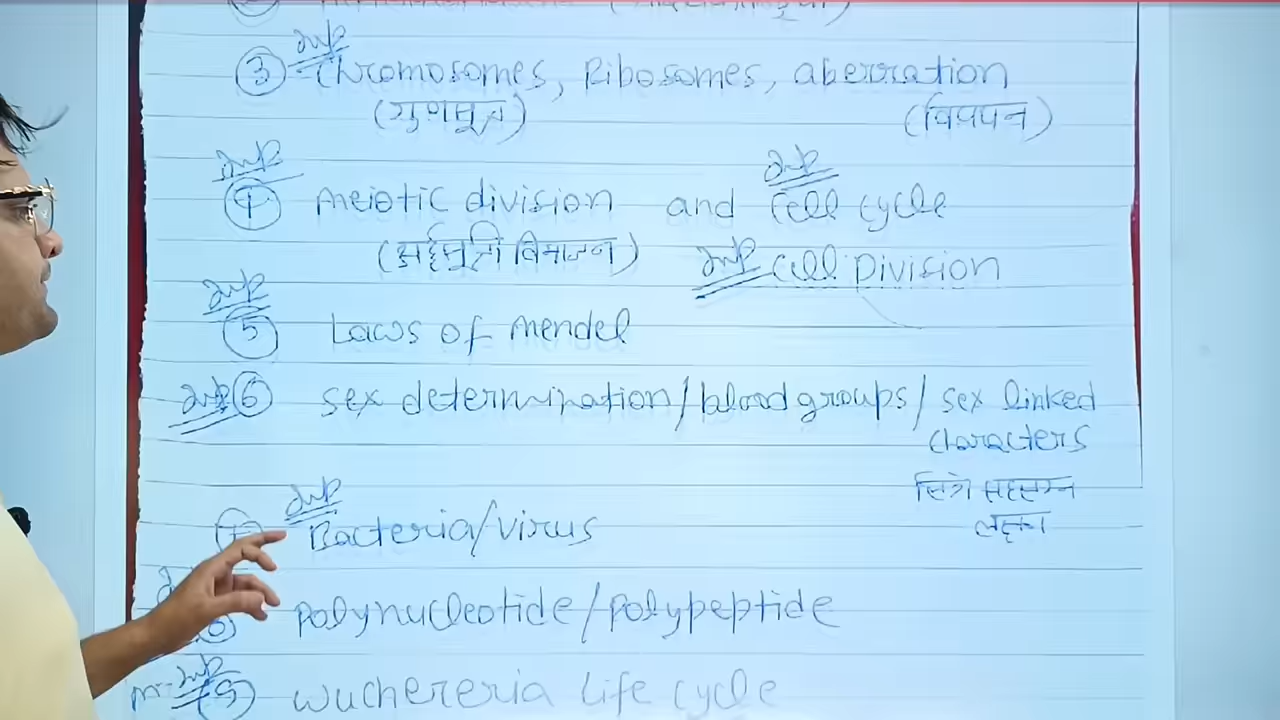 Imp
③ Chromosomes, Ribosomes, aberration
(गुणसूत्र) (विपथन)
Imp Imp
④ Meiotic division and Cell cycle
(अर्द्धसूत्री विभाजन) Imp Cell Division
Imp
⑤ Laws of Mendel
Imp ⑥ sex determination/blood groups/sex linked
characters
लिंग सहलग्न
लक्षण
Imp
Bacteria/virus
Polynucleotide/Polypeptide
Imp
⑨ Wuchereria life cycle